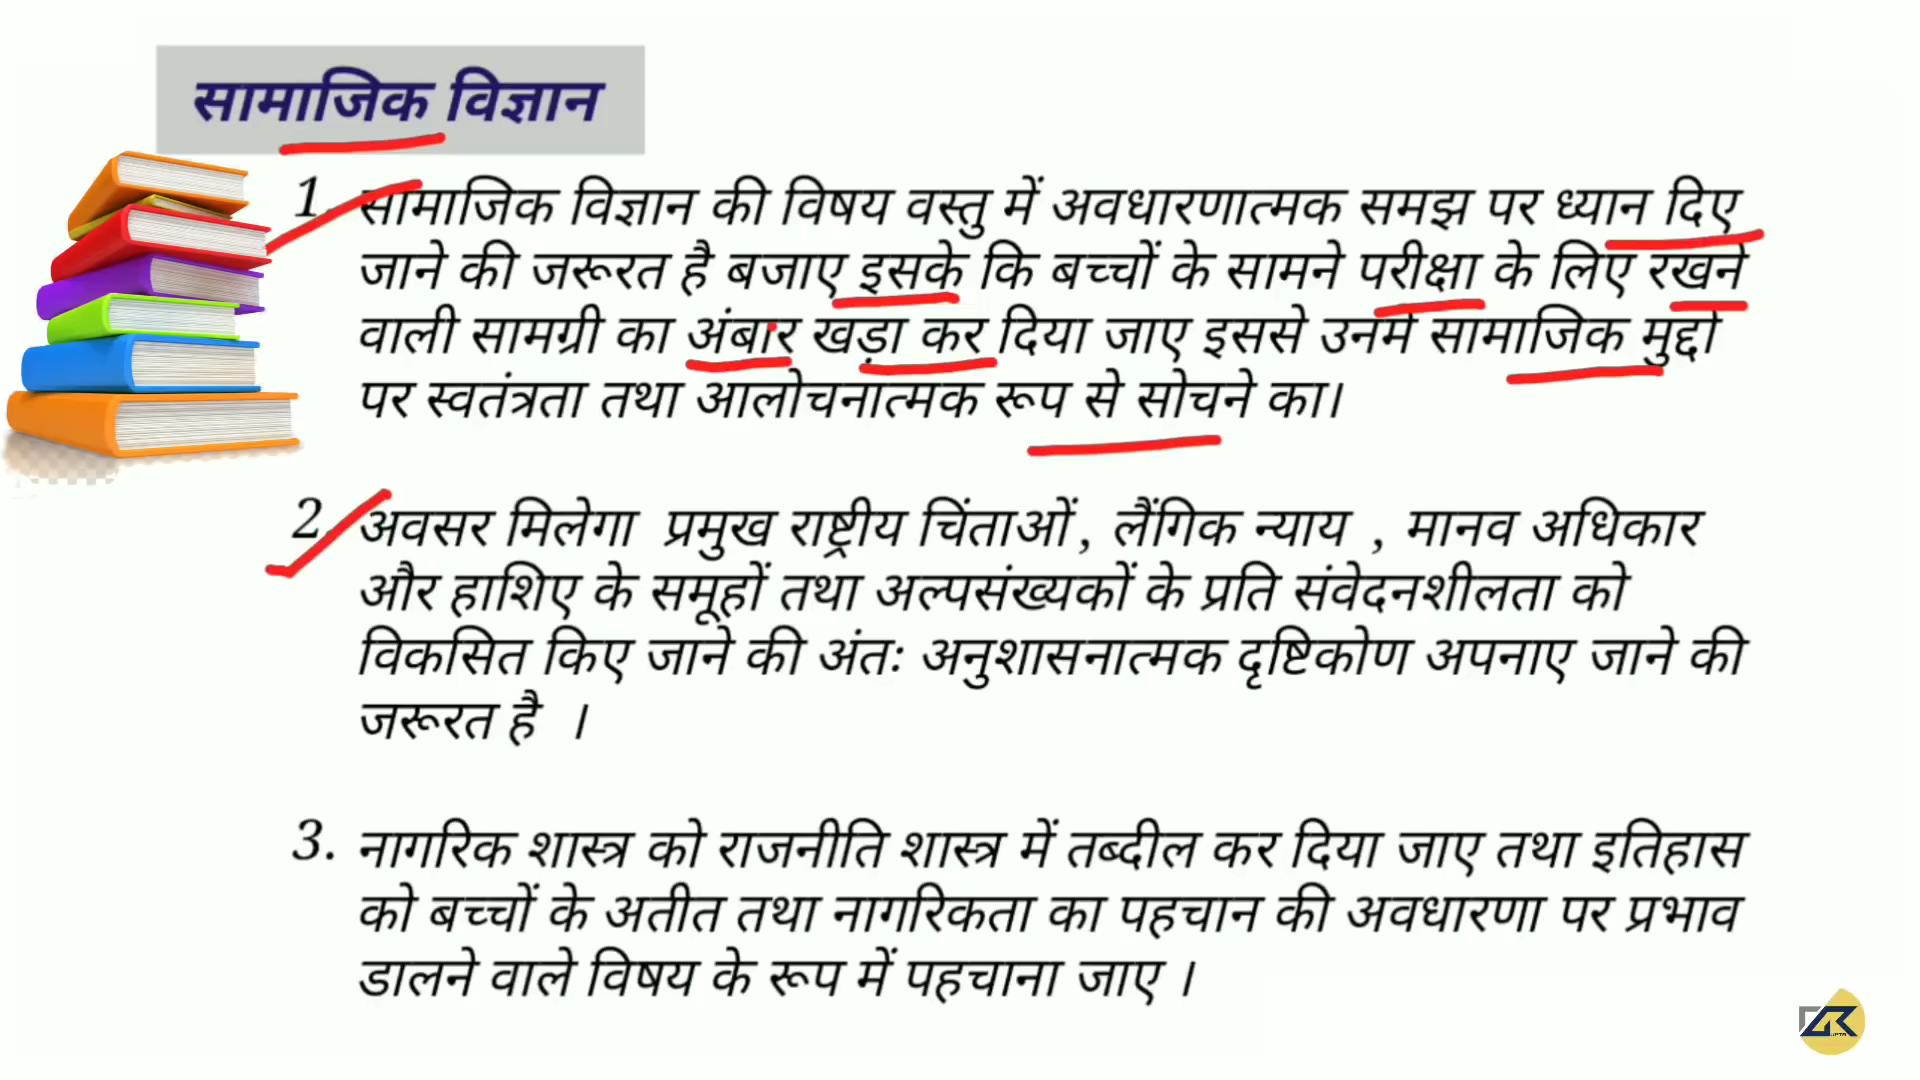 सामाजिक विज्ञान
1. सामाजिक विज्ञान की विषय वस्तु में अवधारणात्मक समझ पर ध्यान दिए
जाने की जरूरत है बजाए इसके कि बच्चों के सामने परीक्षा के लिए रखने
वाली सामग्री का अंबार खड़ा कर दिया जाए इससे उनमें सामाजिक मुद्दों
पर स्वतंत्रता तथा आलोचनात्मक रूप से सोचने का।
2. अवसर मिलेगा प्रमुख राष्ट्रीय चिंताओं , लैंगिक न्याय , मानव अधिकार
और हाशिए के समूहों तथा अल्पसंख्यकों के प्रति संवेदनशीलता को
विकसित किए जाने की अंतः अनुशासनात्मक दृष्टिकोण अपनाए जाने की
जरूरत है ।
3. नागरिक शास्त्र को राजनीति शास्त्र में तब्दील कर दिया जाए तथा इतिहास
को बच्चों के अतीत तथा नागरिकता का पहचान की अवधारणा पर प्रभाव
डालने वाले विषय के रूप में पहचाना जाए ।